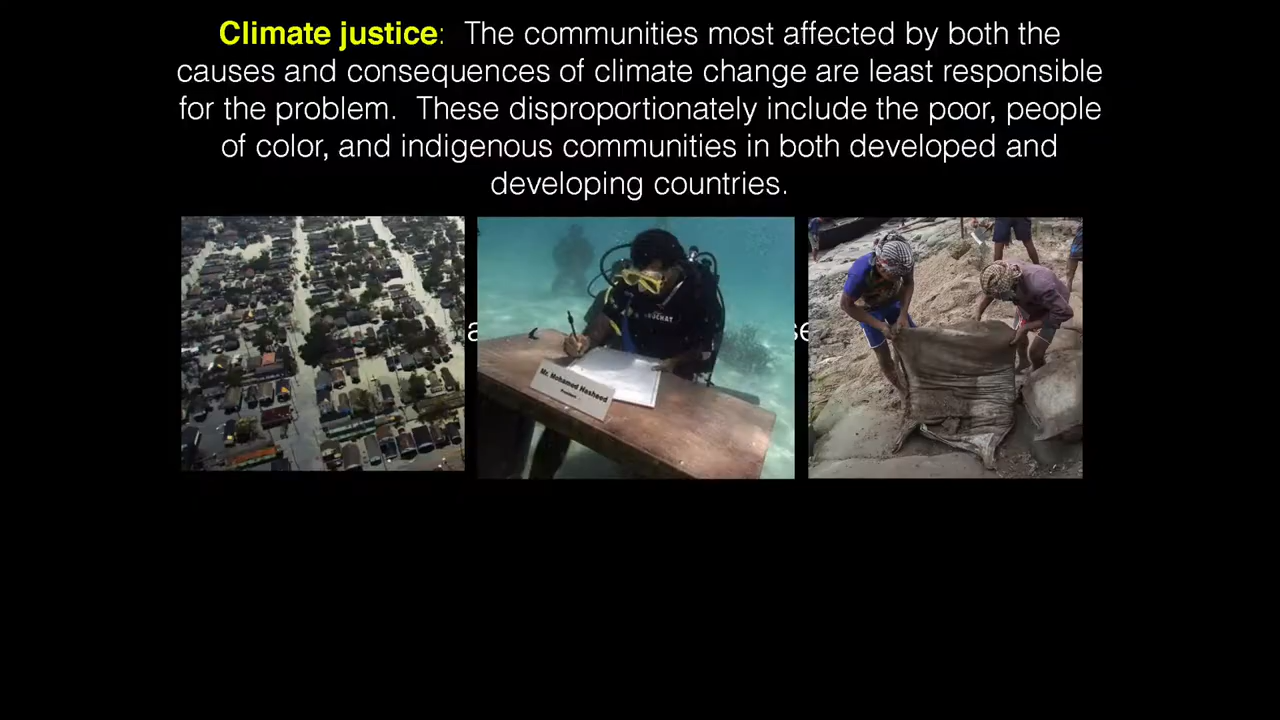 Climate justice:  The communities most affected by both the
causes and consequences of climate change are least responsible
for the problem.  These disproportionately include the poor, people
of color, and indigenous communities in both developed and
developing countries.
Mr. Mohamed Nasheed
President